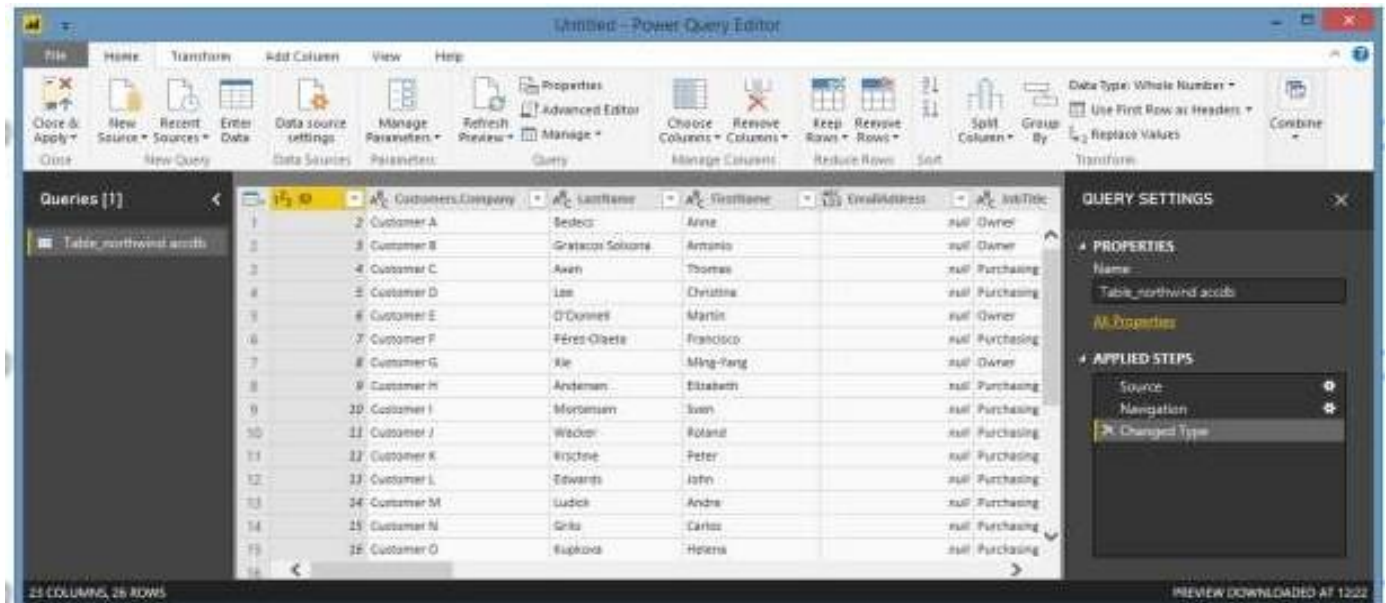 Untitled - Power Query Editor
File Home Transform Add Column View Help
Close & Apply
New Source
Recent Sources
Enter Data
Data source settings
Manage Parameters
Refresh Preview
Properties
Advanced Editor
Manage
Choose Columns
Remove Columns
Keep Rows
Remove Rows
Split Column
Group By
Data Type: Whole Number
Use First Row as Headers
Replace Values
Combine
Close New Query Data Sources Parameters Query Manage Columns Reduce Rows Sort Transform
Queries [1]
Table_northwind accdb
ID Customers.Company LastName FirstName EmailAddress JobTitle
1 2 Customer A Bedecs Anna null Owner
2 3 Customer B Gratacos Solsona Antonio null Owner
3 4 Customer C Axen Thomas null Purchasing
4 5 Customer D Lee Christina null Purchasing
5 6 Customer E O'Donnell Martin null Owner
6 7 Customer F Pérez-Olaeta Francisco null Purchasing
7 8 Customer G Xie Ming-Yang null Owner
8 9 Customer H Andersen Elizabeth null Purchasing
9 10 Customer I Mortensen Sven null Purchasing
10 11 Customer J Wacker Roland null Purchasing
11 12 Customer K Krschne Peter null Purchasing
12 13 Customer L Edwards John null Purchasing
13 14 Customer M Ludick Andre null Purchasing
14 15 Customer N Grilo Carlos null Purchasing
15 16 Customer O Kupkova Helena null Purchasing
16
QUERY SETTINGS
PROPERTIES
Name
Table_northwind accdb
All Properties
APPLIED STEPS
Source
Navigation
Changed Type
23 COLUMNS, 26 ROWS
PREVIEW DOWNLOADED AT 12:22